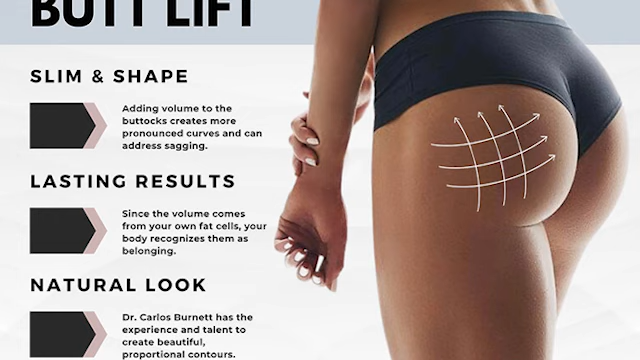 BUTT LIFT
SLIM & SHAPE
Adding volume to the
buttocks creates more
pronounced curves and can
address sagging.
LASTING RESULTS
Since the volume comes
from your own fat cells, your
body recognizes them as
belonging.
NATURAL LOOK
Dr. Carlos Burnett has the
experience and talent to
create beautiful,
proportional contours.